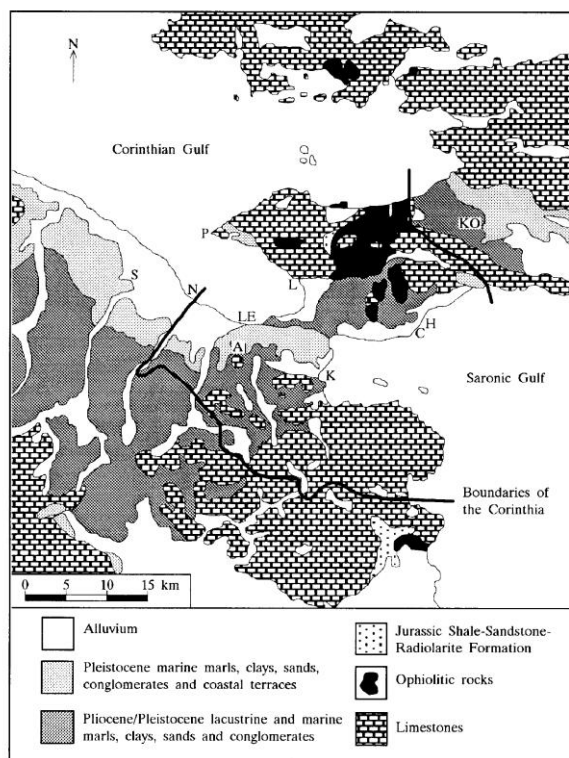 N
Corinthian Gulf
KO
P
S
N
L
LE
H
C
A
K
Saronic Gulf
Boundaries of
the Corinthia
0 5 10 15 km
Alluvium
Pleistocene marine marls, clays, sands,
conglomerates and coastal terraces
Pliocene/Pleistocene lacustrine and marine
marls, clays, sands and conglomerates
Jurassic Shale-Sandstone-
Radiolarite Formation
Ophiolitic rocks
Limestones